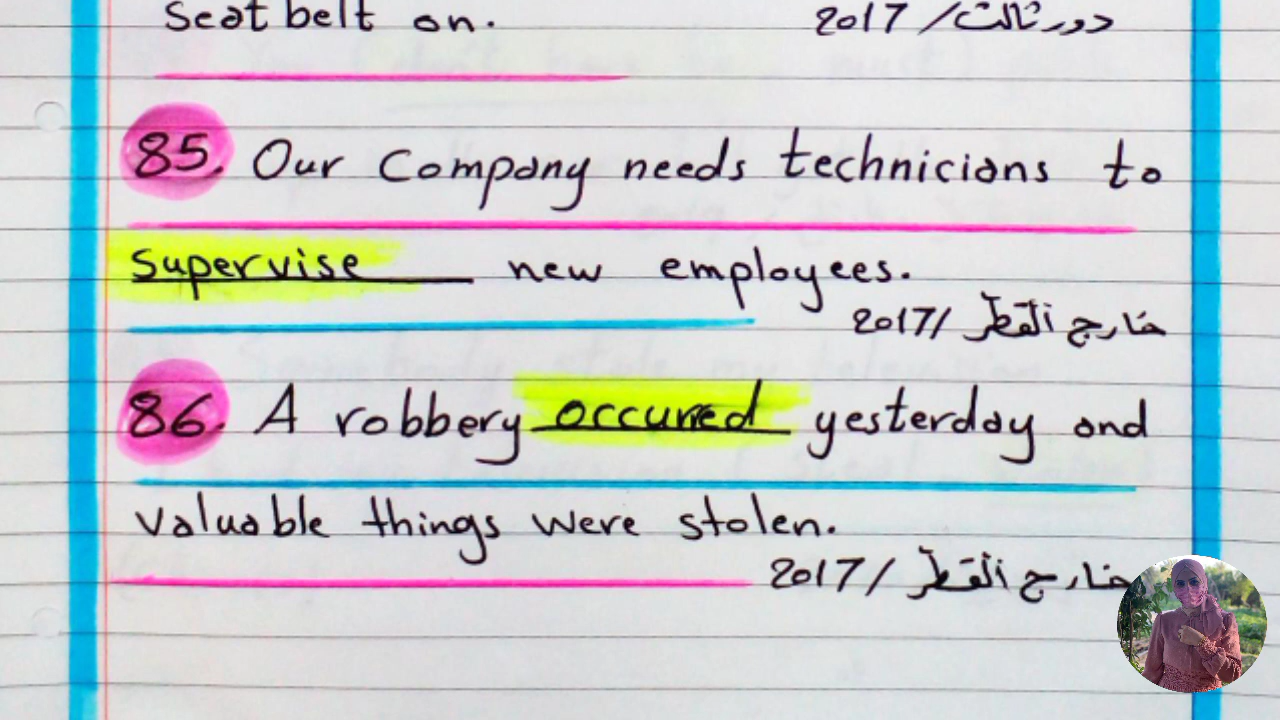 Seat belt on.
دور ثالث / 2017
85. Our Company needs technicians to
Supervise new employees.
خارج القطر / 2017
86. A robbery occured yesterday and
valuable things were stolen.
خارج القطر / 2017